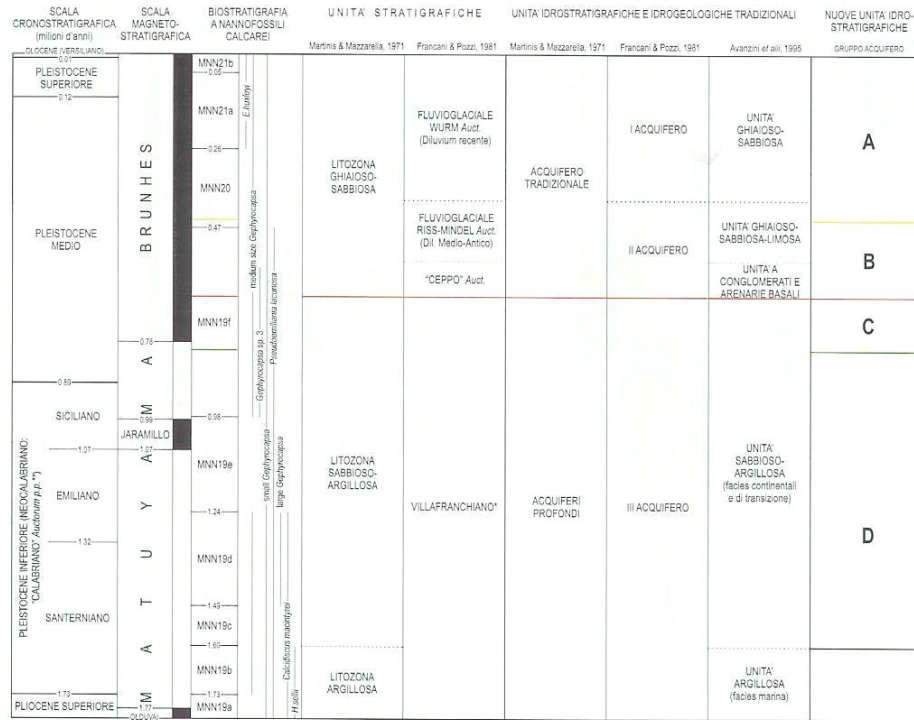 SCALA
CRONOSTRATIGRAFICA
(milioni d'anni)
OLOCENE (VERSILIANO)
0.01
PLEISTOCENE
SUPERIORE
0.12
PLEISTOCENE
MEDIO
0.89
SICILIANO
1.07
EMILIANO
1.32
SANTERNIANO
1.73
PLIOCENE SUPERIORE
PLEISTOCENE INFERIORE (NEOCALABRIANO:
"CALABRIANO" Auctorum p.p. **)
SCALA
MAGNETO-
STRATIGRAFICA
BRUNHES
0.78
MATUYAMA
0.99
JARAMILLO
1.07
1.77
OLDUVAI
BIOSTRATIGRAFIA
A NANNOFOSSILI
CALCAREI
MNN21b
0.05
MNN21a
0.26
MNN20
0.47
MNN19f
0.98
MNN19e
1.24
MNN19d
1.49
MNN19c
1.60
MNN19b
1.73
MNN19a
E.huxleyi
medium size Gephyrocapsa
Pseudoemiliania lacunosa
Gephyrocapsa sp. 3
small Gephyrocapsa
large Gephyrocapsa
Calcidiscus macintyrei
H.sellii
UNITA' STRATIGRAFICHE
Martinis & Mazzarella, 1971
LITOZONA
GHIAIOSO-
SABBIOSA
LITOZONA
SABBIOSO-
ARGILLOSA
LITOZONA
ARGILLOSA
Francani & Pozzi, 1981
FLUVIOGLACIALE
WURM Auct.
(Diluvium recente)
FLUVIOGLACIALE
RISS-MINDEL Auct.
(Dil. Medio-Antico)
"CEPPO" Auct.
VILLAFRANCHIANO*
UNITA' IDROSTRATIGRAFICHE E IDROGEOLOGICHE TRADIZIONALI
Martinis & Mazzarella, 1971
ACQUIFERO
TRADIZIONALE
ACQUIFERI
PROFONDI
Francani & Pozzi, 1981
I ACQUIFERO
II ACQUIFERO
III ACQUIFERO
Avanzini et alii, 1995
UNITA'
GHIAIOSO-
SABBIOSA
UNITA' GHIAIOSO-
SABBIOSA-LIMOSA
UNITA' A
CONGLOMERATI E
ARENARIE BASALI
UNITA'
SABBIOSO-
ARGILLOSA
(facies continentali
e di transizione)
UNITA'
ARGILLOSA
(facies marina)
NUOVE UNITA' IDRO-
STRATIGRAFICHE
GRUPPO ACQUIFERO
A
B
C
D